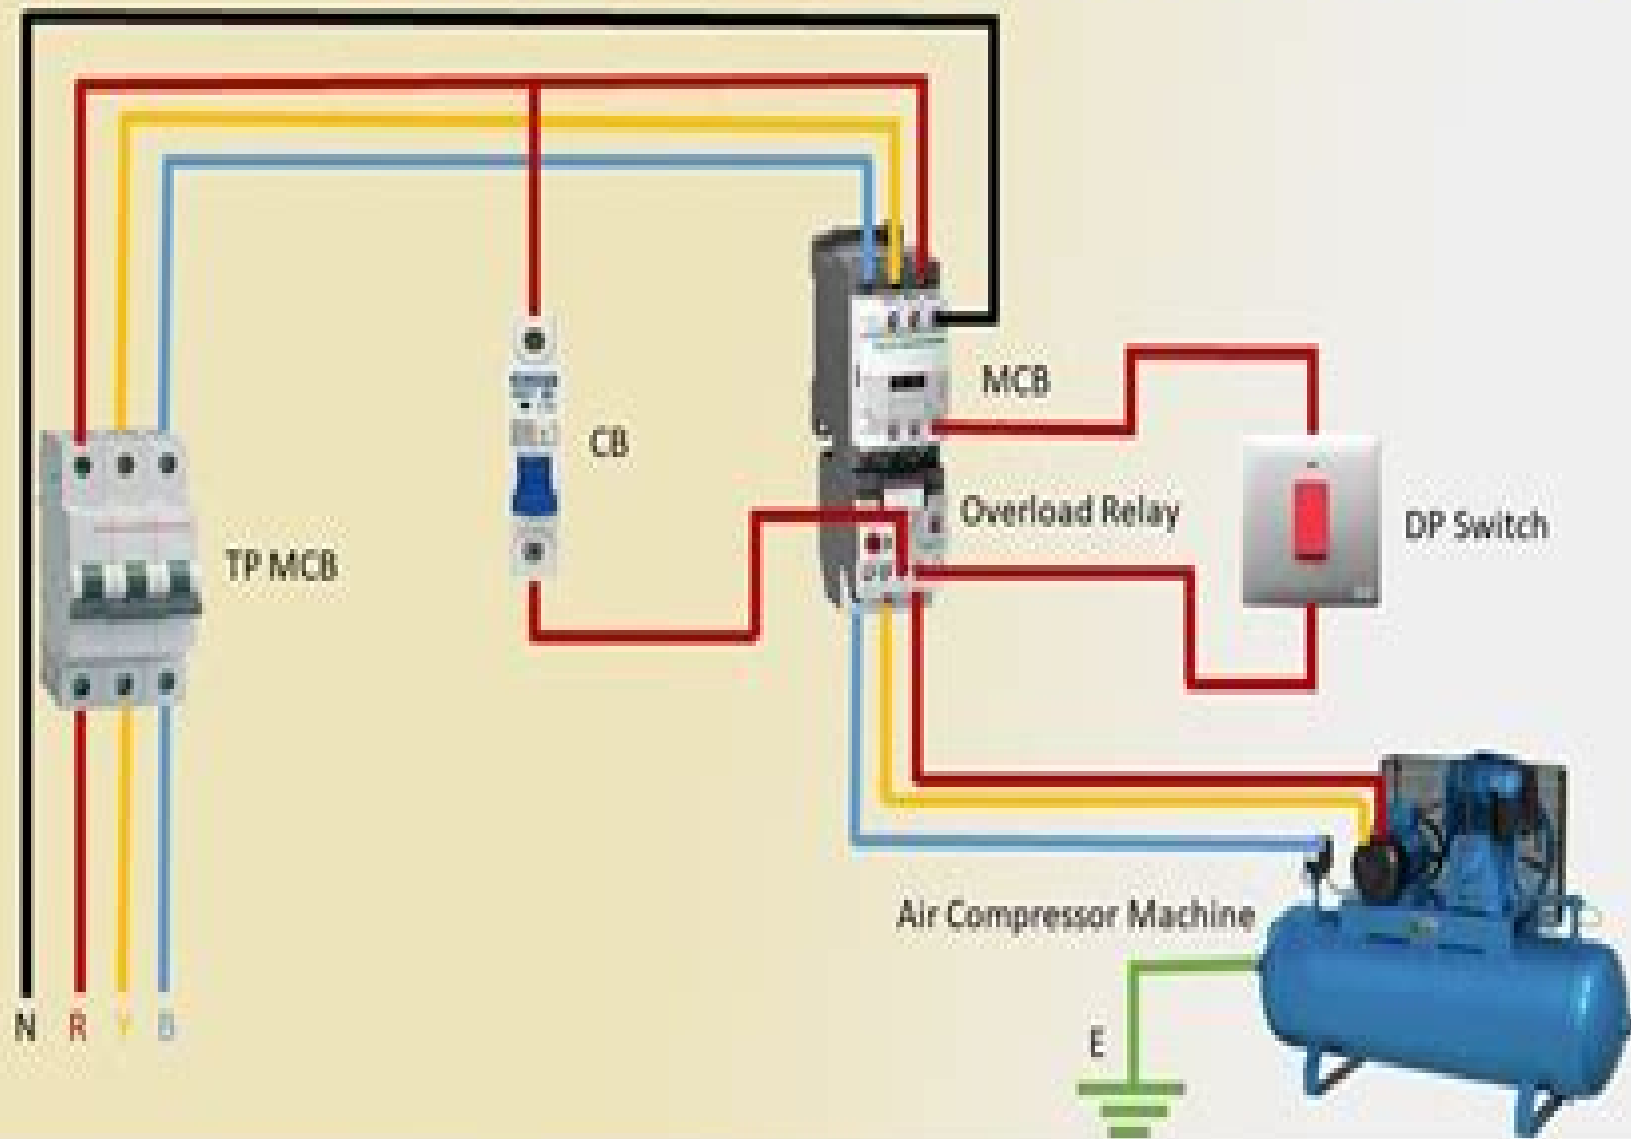 MCB
CB
Overload Relay
DP Switch
TP MCB
Air Compressor Machine
N R Y B
E